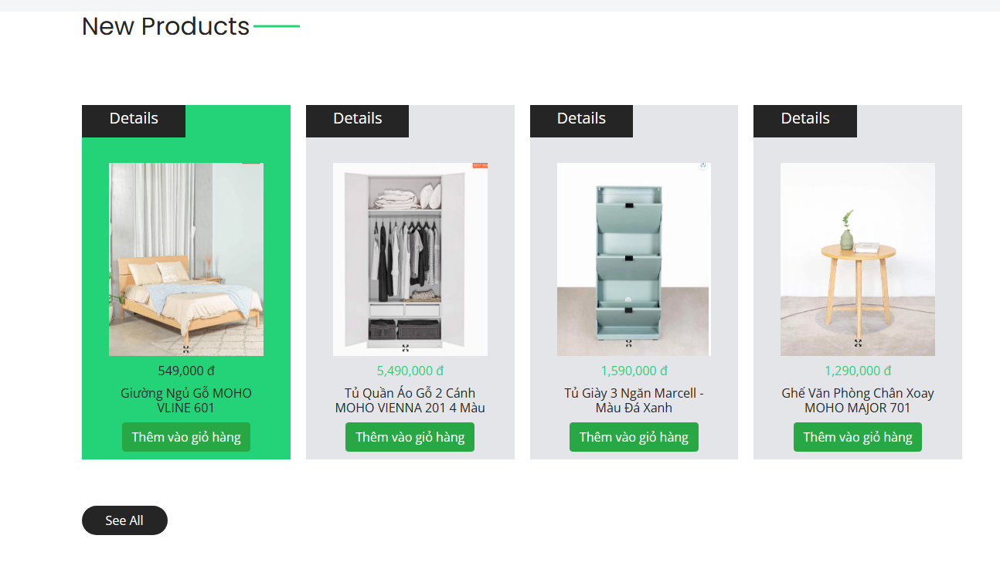 New Products
Details
Details
Details
Details
549,000 đ
5,490,000 đ
1,590,000 đ
1,290,000 đ
Giường Ngủ Gỗ MOHO
VLINE 601
Tủ Quần Áo Gỗ 2 Cánh
MOHO VIENNA 201 4 Màu
Tủ Giày 3 Ngăn Marcell -
Màu Đá Xanh
Ghế Văn Phòng Chân Xoay
MOHO MAJOR 701
Thêm vào giỏ hàng
Thêm vào giỏ hàng
Thêm vào giỏ hàng
Thêm vào giỏ hàng
See All